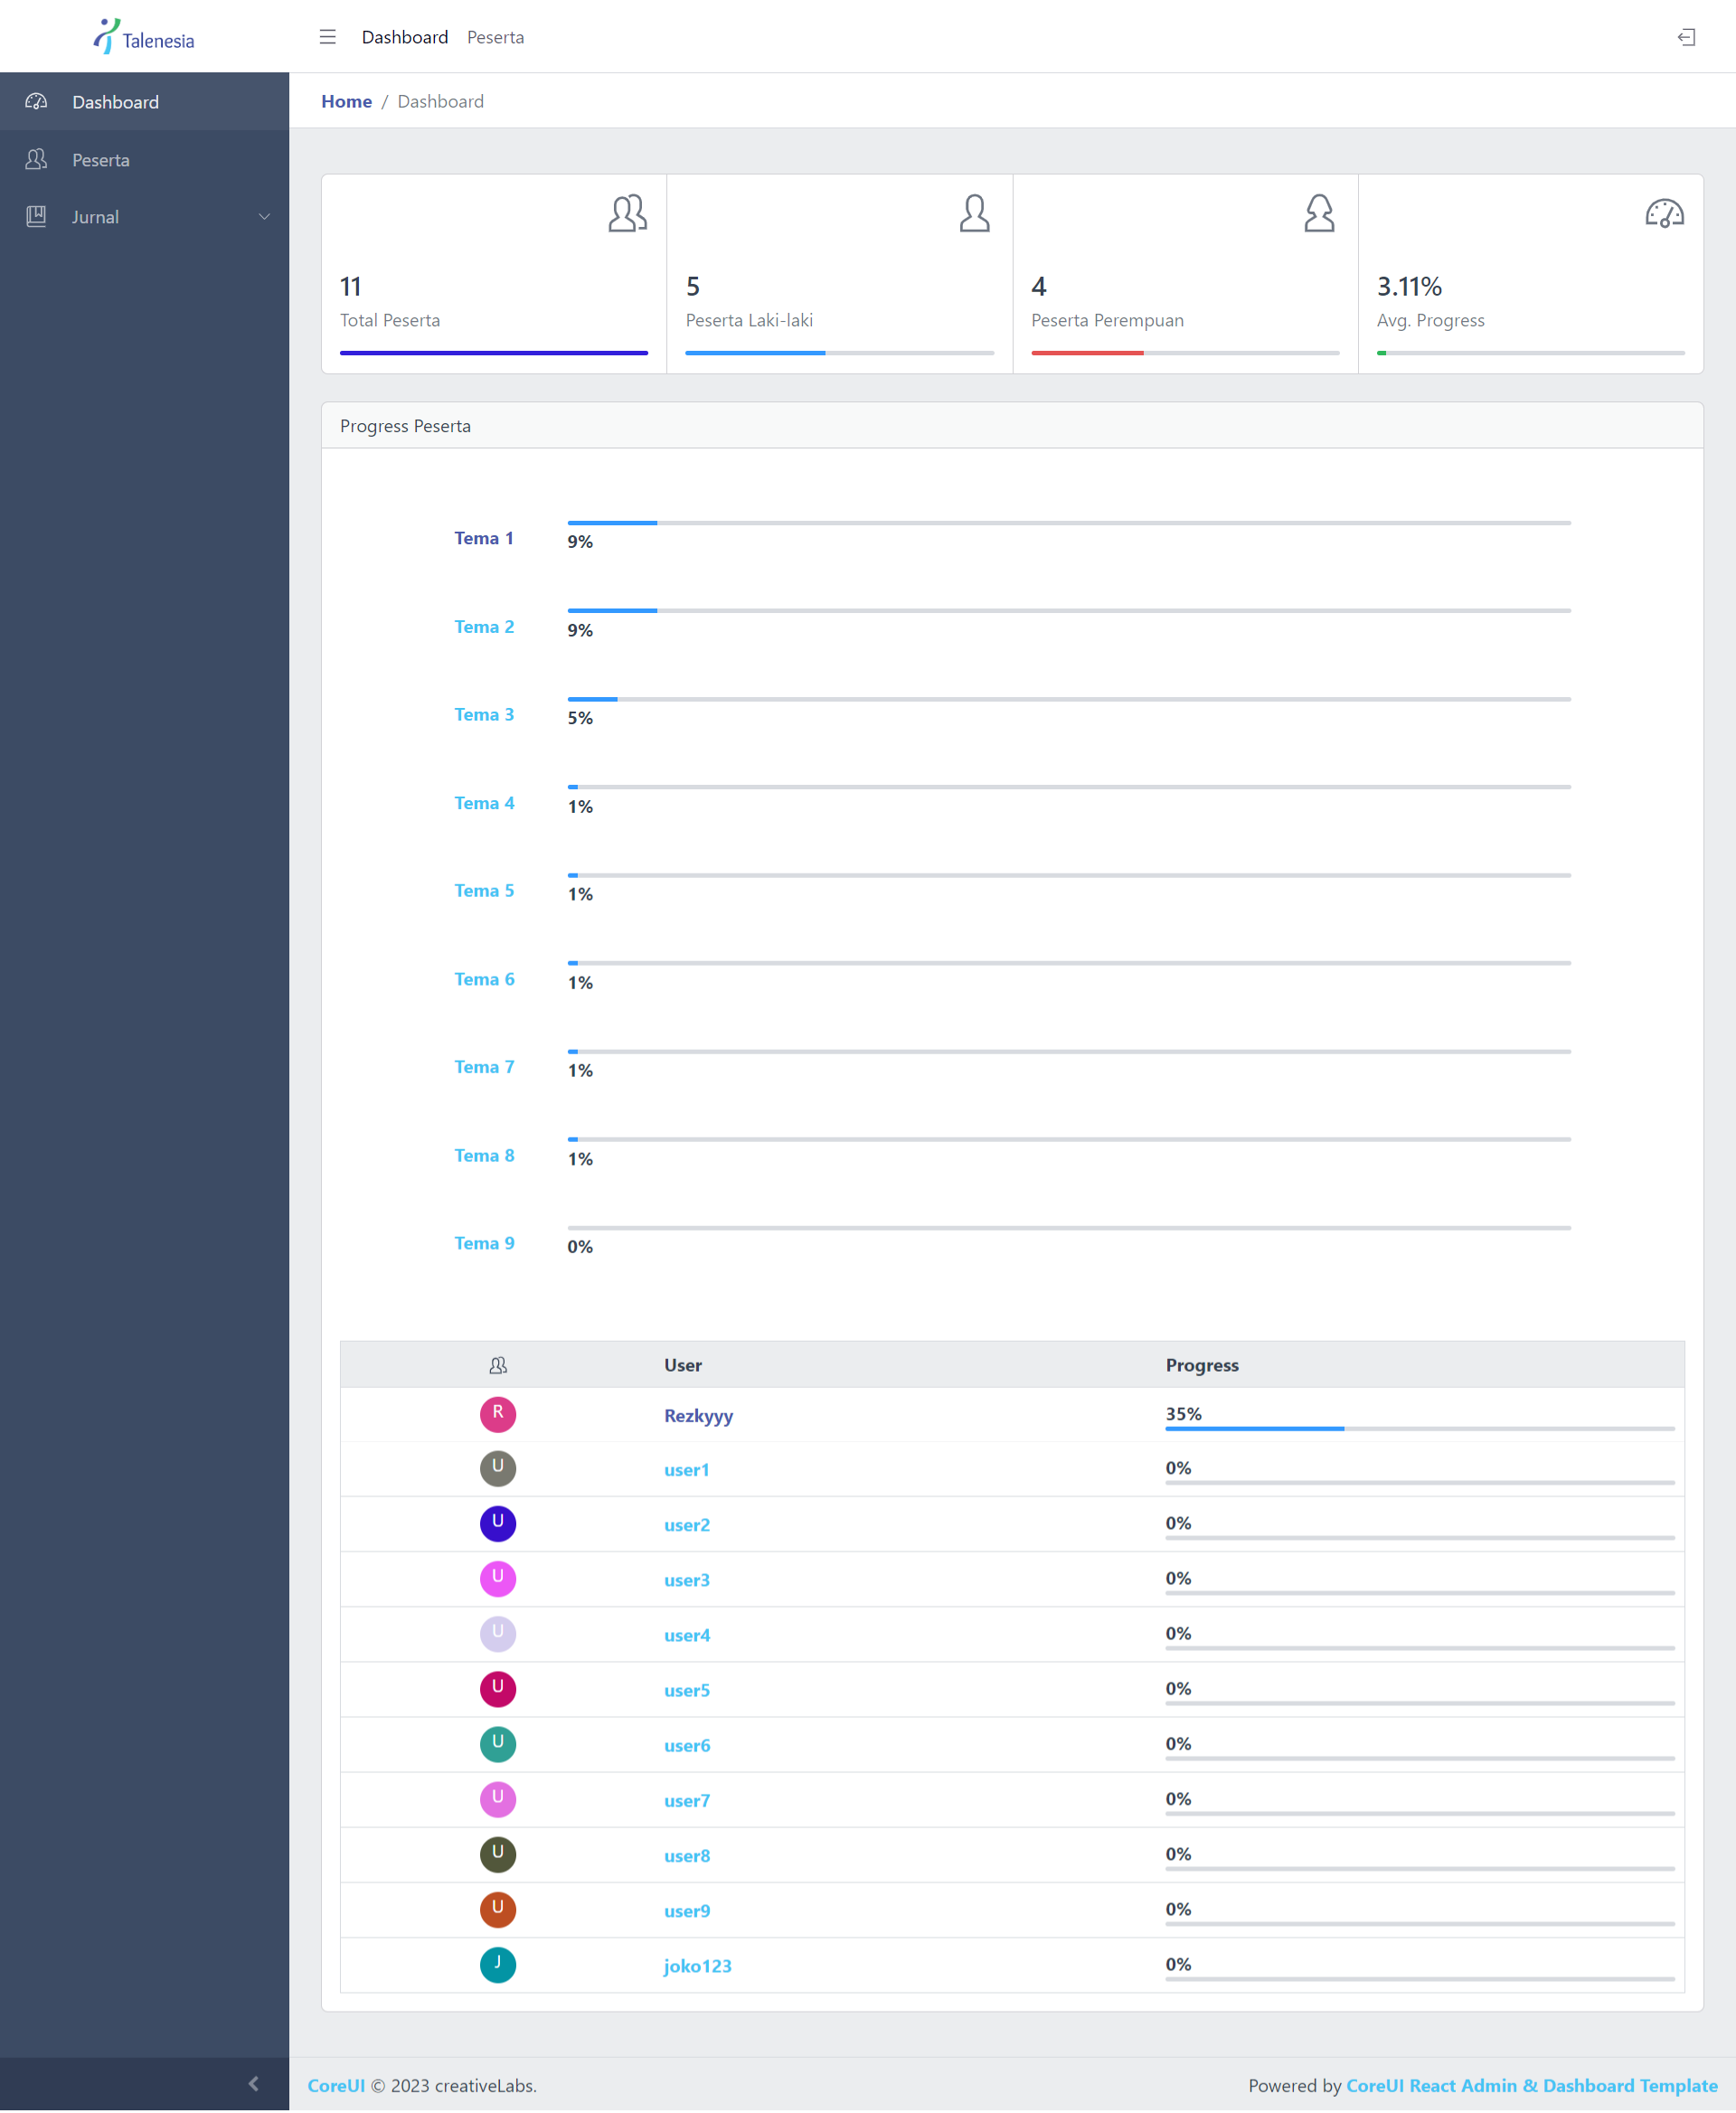 Talenesia
Dashboard Peserta
Dashboard
Peserta
Jurnal
Home / Dashboard
11
Total Peserta
5
Peserta Laki-laki
4
Peserta Perempuan
3.11%
Avg. Progress
Progress Peserta
Tema 1
9%
Tema 2
9%
Tema 3
5%
Tema 4
1%
Tema 5
1%
Tema 6
1%
Tema 7
1%
Tema 8
1%
Tema 9
0%
User Progress
R Rezkyyy 35%
U user1 0%
U user2 0%
U user3 0%
U user4 0%
U user5 0%
U user6 0%
U user7 0%
U user8 0%
U user9 0%
J joko123 0%
CoreUI © 2023 creativeLabs.
Powered by CoreUI React Admin & Dashboard Template